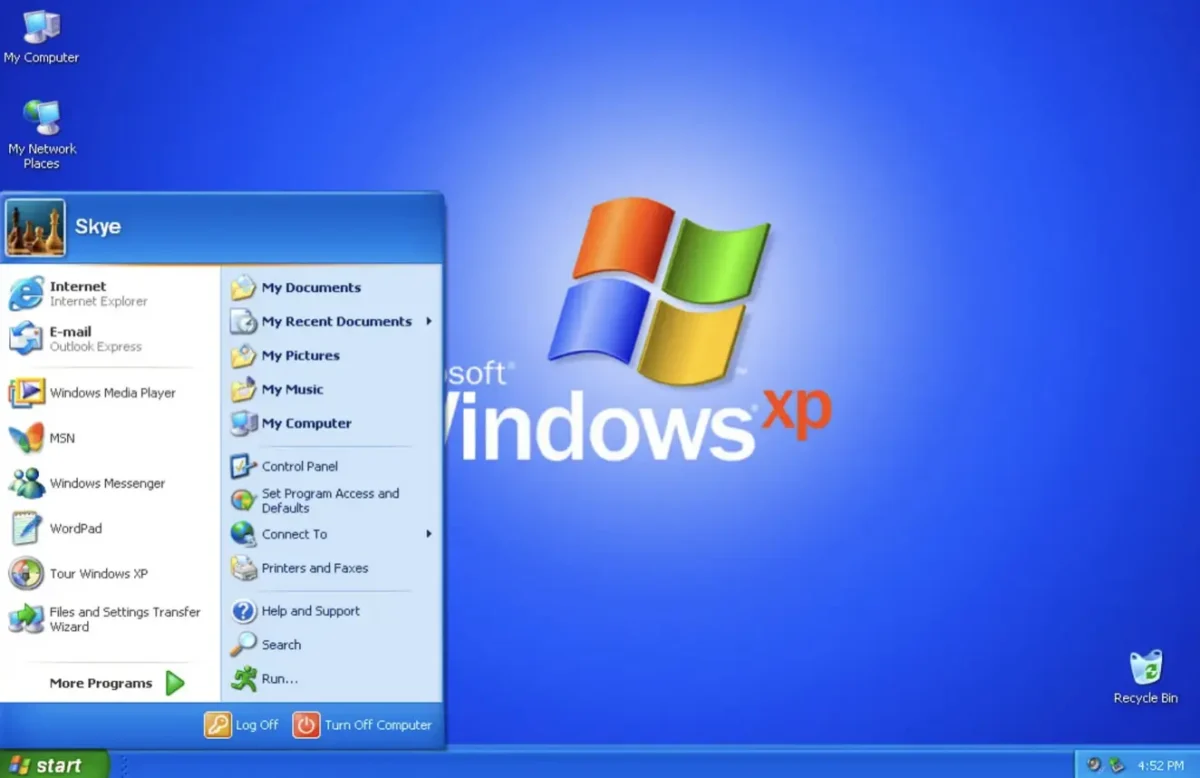 My Computer
My Network
Places
Skye
Internet
Internet Explorer
E-mail
Outlook Express
Windows Media Player
MSN
Windows Messenger
WordPad
Tour Windows XP
Files and Settings Transfer
Wizard
More Programs
My Documents
My Recent Documents
My Pictures
My Music
My Computer
Control Panel
Set Program Access and
Defaults
Connect To
Printers and Faxes
Help and Support
Search
Run...
Log Off
Turn Off Computer
soft®
Windows xp
™
Recycle Bin
start
4:52 PM